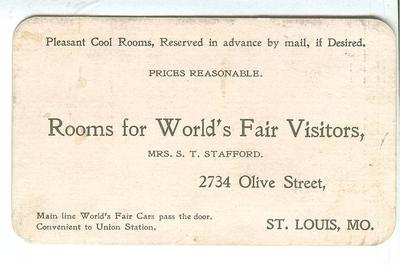 Pleasant Cool Rooms, Reserved in advance by mail, if Desired.
PRICES REASONABLE.
Rooms for World's Fair Visitors,
MRS. S. T. STAFFORD.
2734 Olive Street,
Main line World's Fair Cars pass the door.
Convenient to Union Station.
ST. LOUIS, MO.